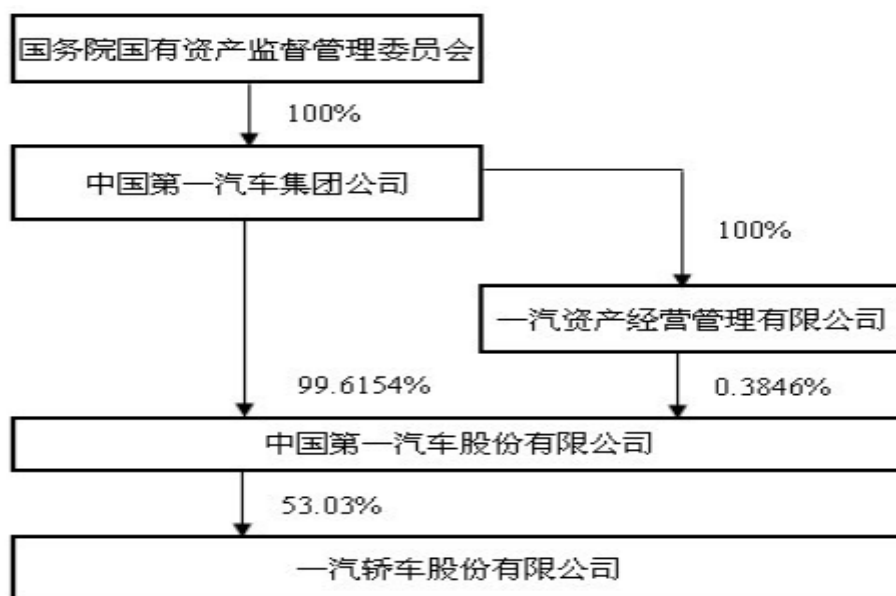 国务院国有资产监督管理委员会
100%
中国第一汽车集团公司
100%
一汽资产经营管理有限公司
99.6154%
0.3846%
中国第一汽车股份有限公司
53.03%
一汽轿车股份有限公司